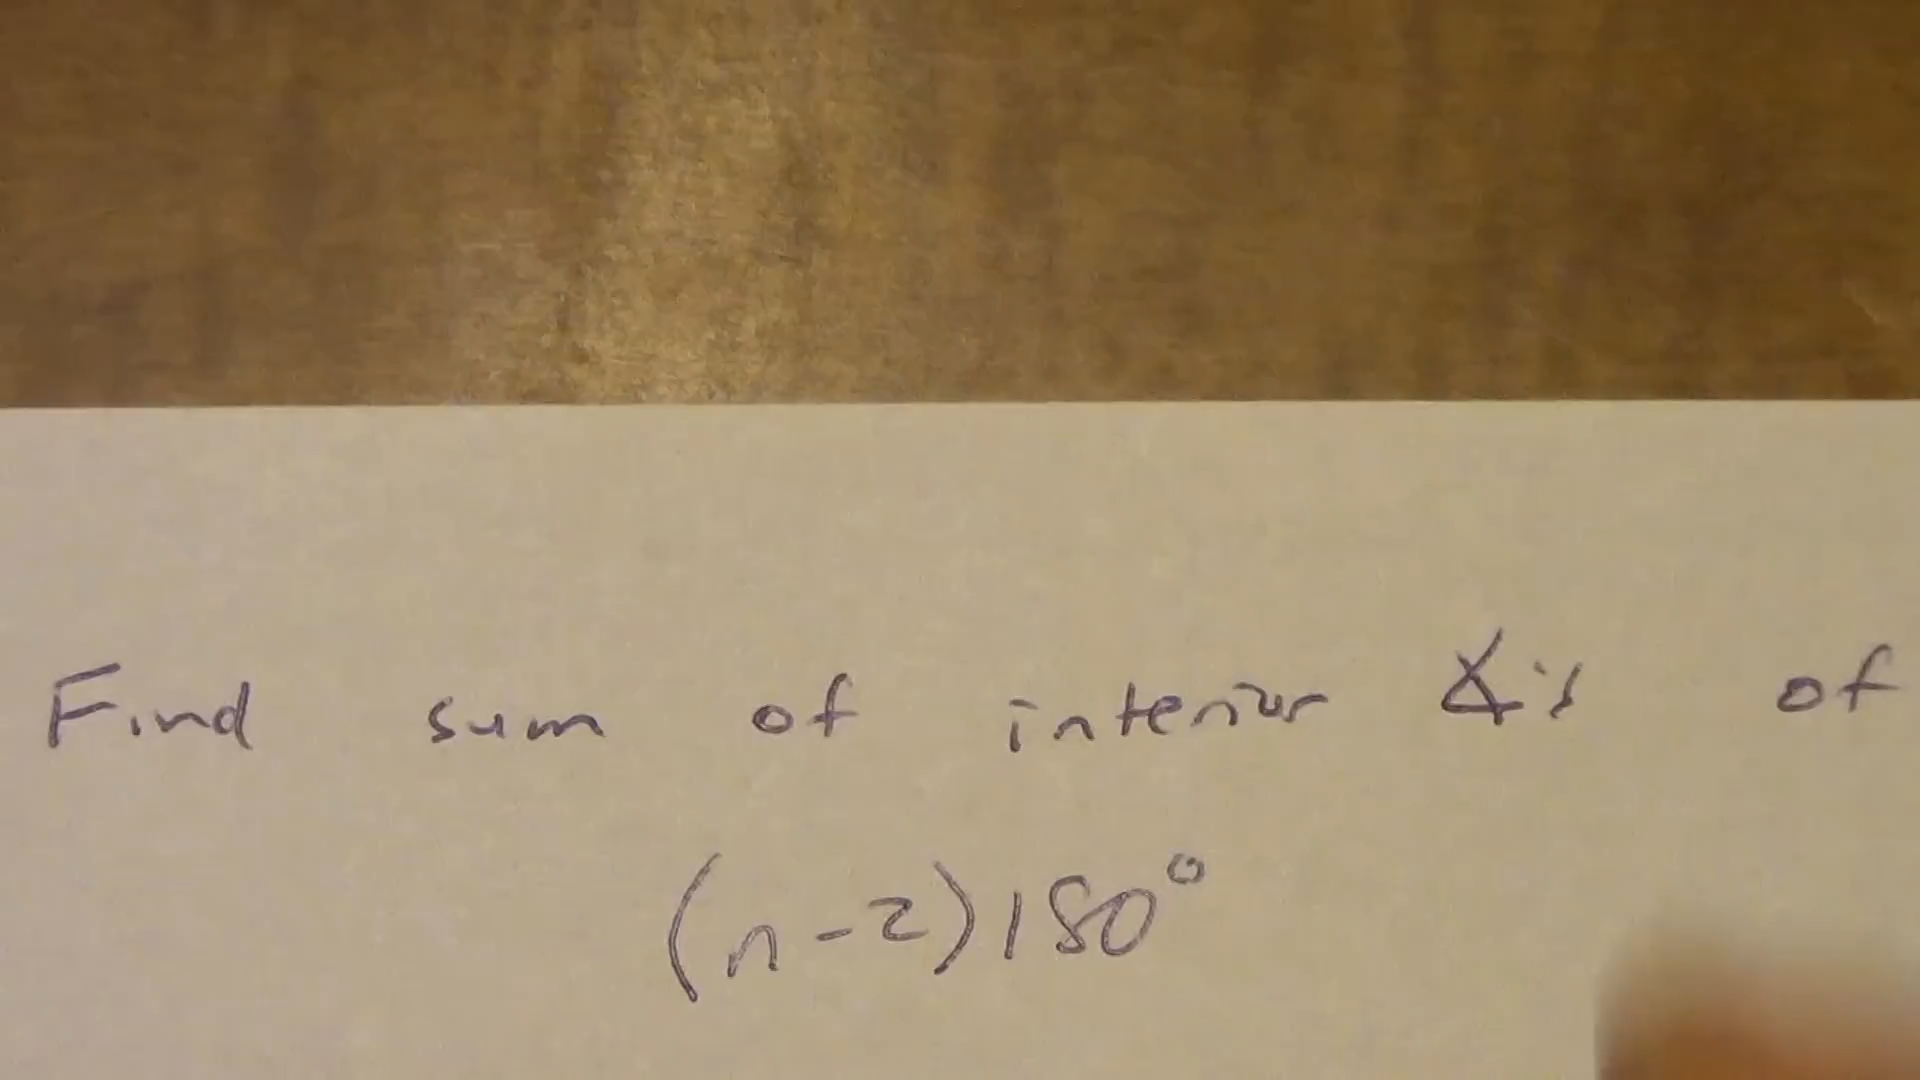 Find sum of interior ∡'s of
(n-2)180°